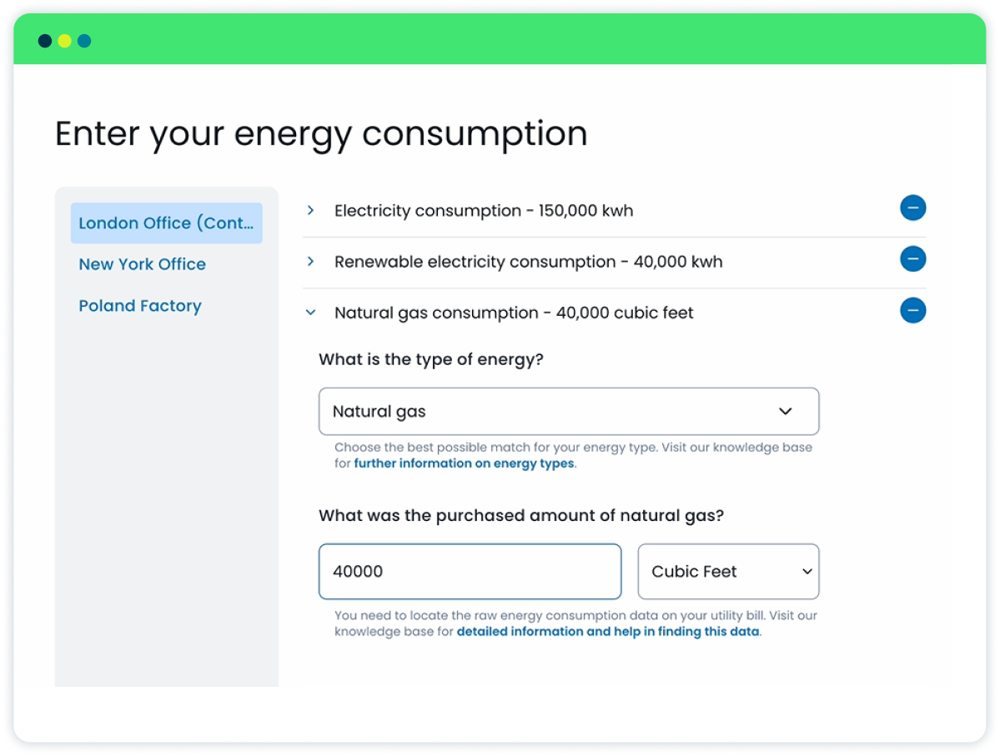 Enter your energy consumption
London Office (Cont...
New York Office
Poland Factory
Electricity consumption - 150,000 kwh
Renewable electricity consumption - 40,000 kwh
Natural gas consumption - 40,000 cubic feet
What is the type of energy?
Natural gas
Choose the best possible match for your energy type. Visit our knowledge base
for further information on energy types.
What was the purchased amount of natural gas?
40000
Cubic Feet
You need to locate the raw energy consumption data on your utility bill. Visit our
knowledge base for detailed information and help in finding this data.